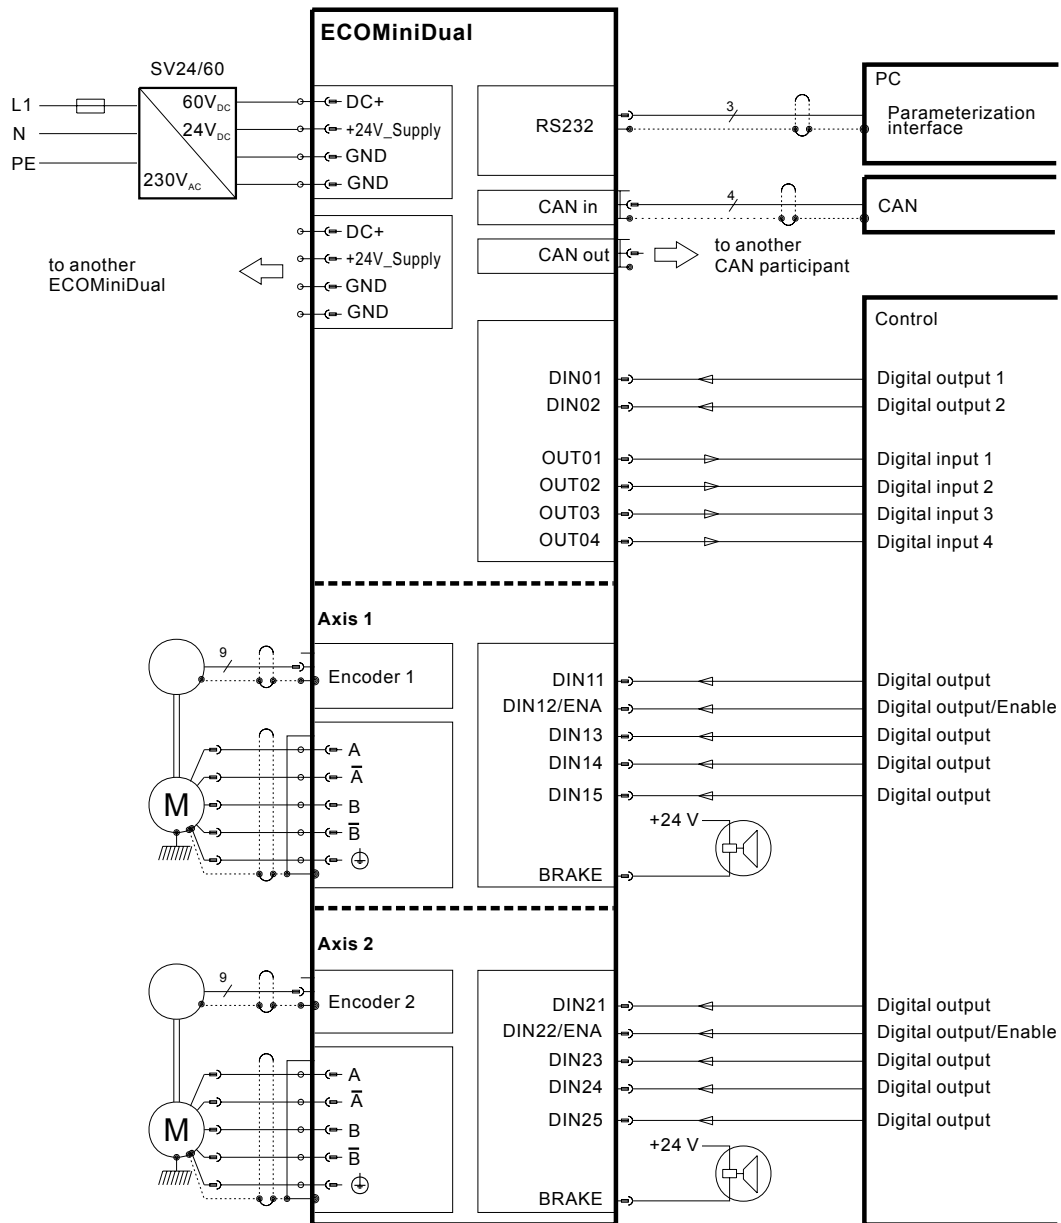 ECOMiniDual
SV24/60
L1
N
PE
60VDC
24VDC
230VAC
DC+
+24V_Supply
GND
GND
DC+
+24V_Supply
GND
GND
to another
ECOMiniDual
RS232
3
PC
Parameterization
interface
CAN in
4
CAN
CAN out
to another
CAN participant
Control
DIN01
Digital output 1
DIN02
Digital output 2
OUT01
Digital input 1
OUT02
Digital input 2
OUT03
Digital input 3
OUT04
Digital input 4
Axis 1
9
Encoder 1
M
A
A̅
B
B̅
DIN11
Digital output
DIN12/ENA
Digital output/Enable
DIN13
Digital output
DIN14
Digital output
DIN15
Digital output
+24 V
BRAKE
Axis 2
9
Encoder 2
M
A
A̅
B
B̅
DIN21
Digital output
DIN22/ENA
Digital output/Enable
DIN23
Digital output
DIN24
Digital output
DIN25
Digital output
+24 V
BRAKE